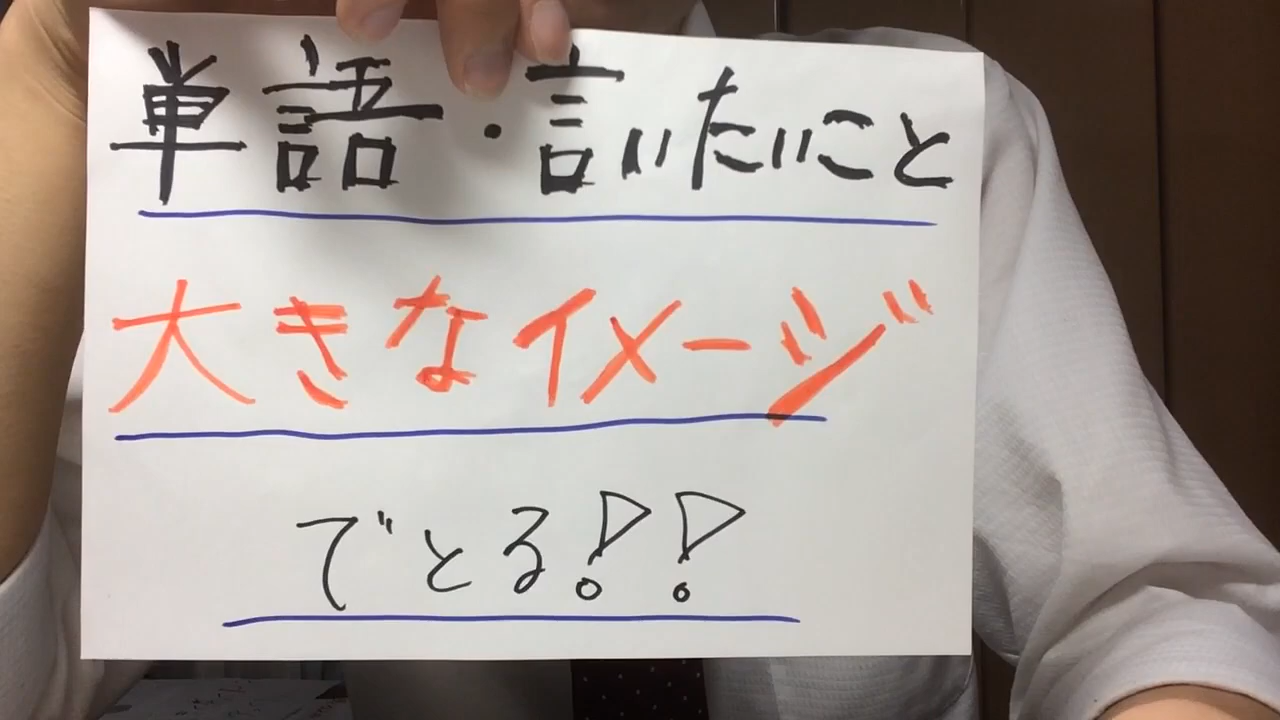 単語・言いたいこと
大きなイメージ
でとる!!